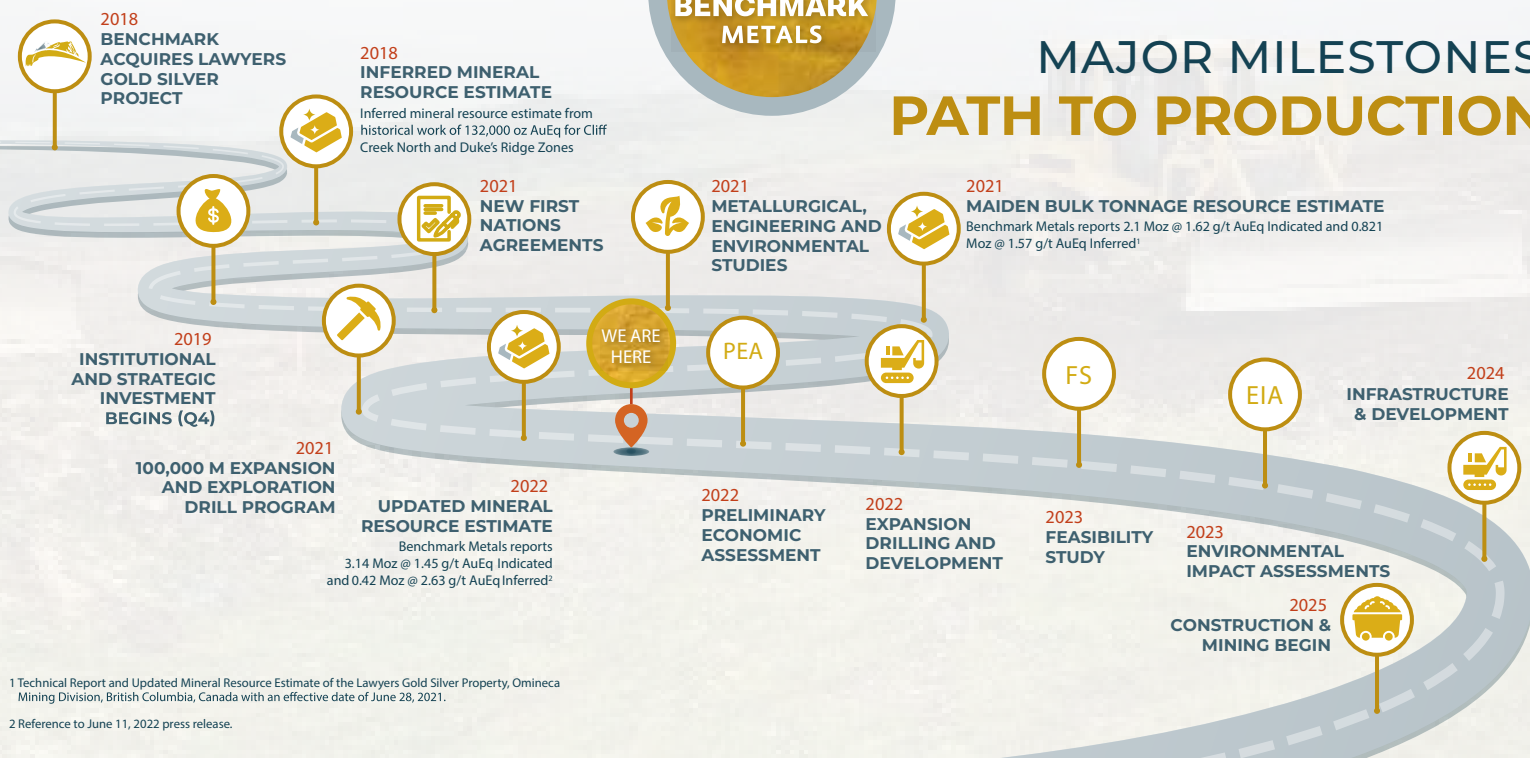 BENCHMARK
METALS
MAJOR MILESTONES
PATH TO PRODUCTION
2018
BENCHMARK
ACQUIRES LAWYERS
GOLD SILVER
PROJECT
2018
INFERRED MINERAL
RESOURCE ESTIMATE
Inferred mineral resource estimate from
historical work of 132,000 oz AuEq for Cliff
Creek North and Duke's Ridge Zones
$
2019
INSTITUTIONAL
AND STRATEGIC
INVESTMENT
BEGINS (Q4)
2021
NEW FIRST
NATIONS
AGREEMENTS
2021
METALLURGICAL,
ENGINEERING AND
ENVIRONMENTAL
STUDIES
2021
MAIDEN BULK TONNAGE RESOURCE ESTIMATE
Benchmark Metals reports 2.1 Moz @ 1.62 g/t AuEq Indicated and 0.821
Moz @ 1.57 g/t AuEq Inferred¹
2021
100,000 M EXPANSION
AND EXPLORATION
DRILL PROGRAM
2022
UPDATED MINERAL
RESOURCE ESTIMATE
Benchmark Metals reports
3.14 Moz @ 1.45 g/t AuEq Indicated
and 0.42 Moz @ 2.63 g/t AuEq Inferred²
WE ARE
HERE
PEA
2022
PRELIMINARY
ECONOMIC
ASSESSMENT
2022
EXPANSION
DRILLING AND
DEVELOPMENT
FS
2023
FEASIBILITY
STUDY
EIA
2023
ENVIRONMENTAL
IMPACT ASSESSMENTS
2024
INFRASTRUCTURE
& DEVELOPMENT
2025
CONSTRUCTION &
MINING BEGIN
1 Technical Report and Updated Mineral Resource Estimate of the Lawyers Gold Silver Property, Omineca
Mining Division, British Columbia, Canada with an effective date of June 28, 2021.
2 Reference to June 11, 2022 press release.